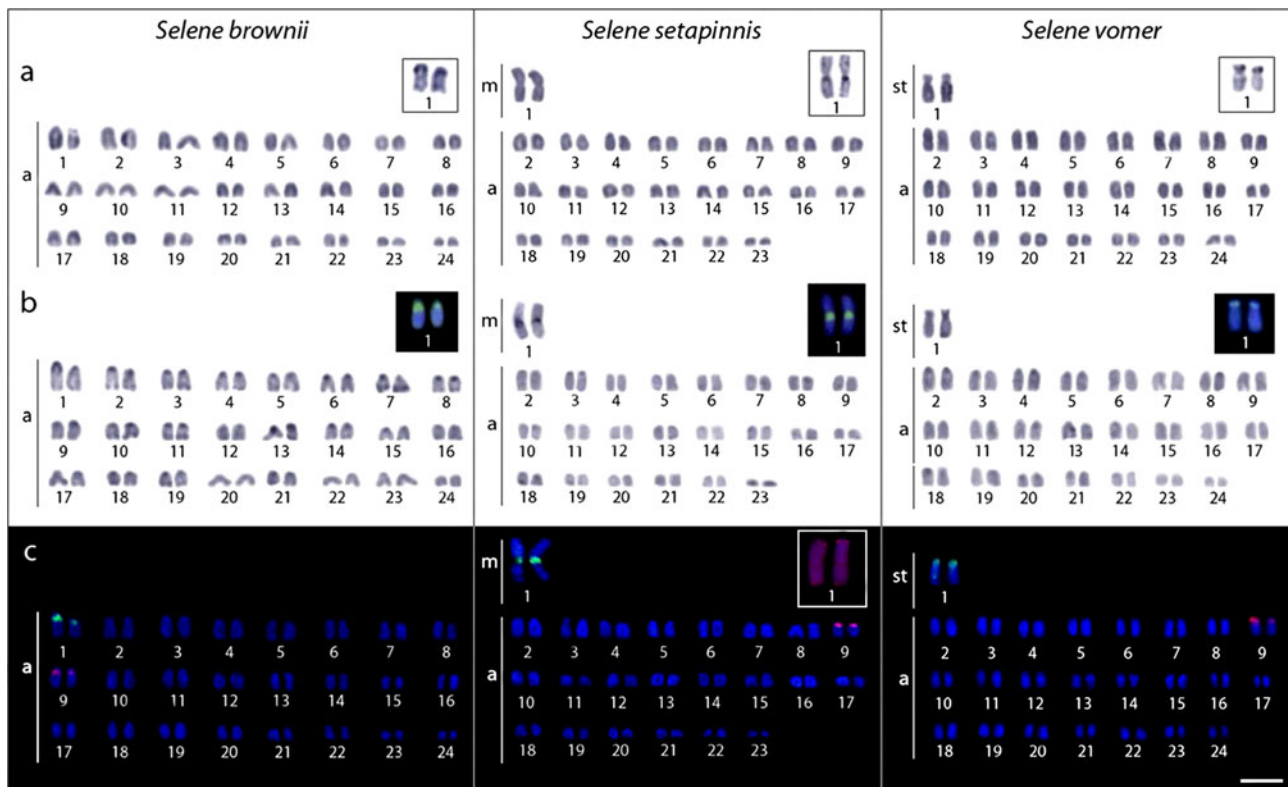 Selene brownii Selene setapinnis Selene vomer
a
1
m
1
1
st
1
1
a
1 2 3 4 5 6 7 8
9 10 11 12 13 14 15 16
17 18 19 20 21 22 23 24
a
2 3 4 5 6 7 8 9
10 11 12 13 14 15 16 17
18 19 20 21 22 23
a
2 3 4 5 6 7 8 9
10 11 12 13 14 15 16 17
18 19 20 21 22 23 24
b
1
m
1
1
st
1
1
a
1 2 3 4 5 6 7 8
9 10 11 12 13 14 15 16
17 18 19 20 21 22 23 24
a
2 3 4 5 6 7 8 9
10 11 12 13 14 15 16 17
18 19 20 21 22 23
a
2 3 4 5 6 7 8 9
10 11 12 13 14 15 16 17
18 19 20 21 22 23 24
c
m
1
1
st
1
a
1 2 3 4 5 6 7 8
9 10 11 12 13 14 15 16
17 18 19 20 21 22 23 24
a
2 3 4 5 6 7 8 9
10 11 12 13 14 15 16 17
18 19 20 21 22 23
a
2 3 4 5 6 7 8 9
10 11 12 13 14 15 16 17
18 19 20 21 22 23 24